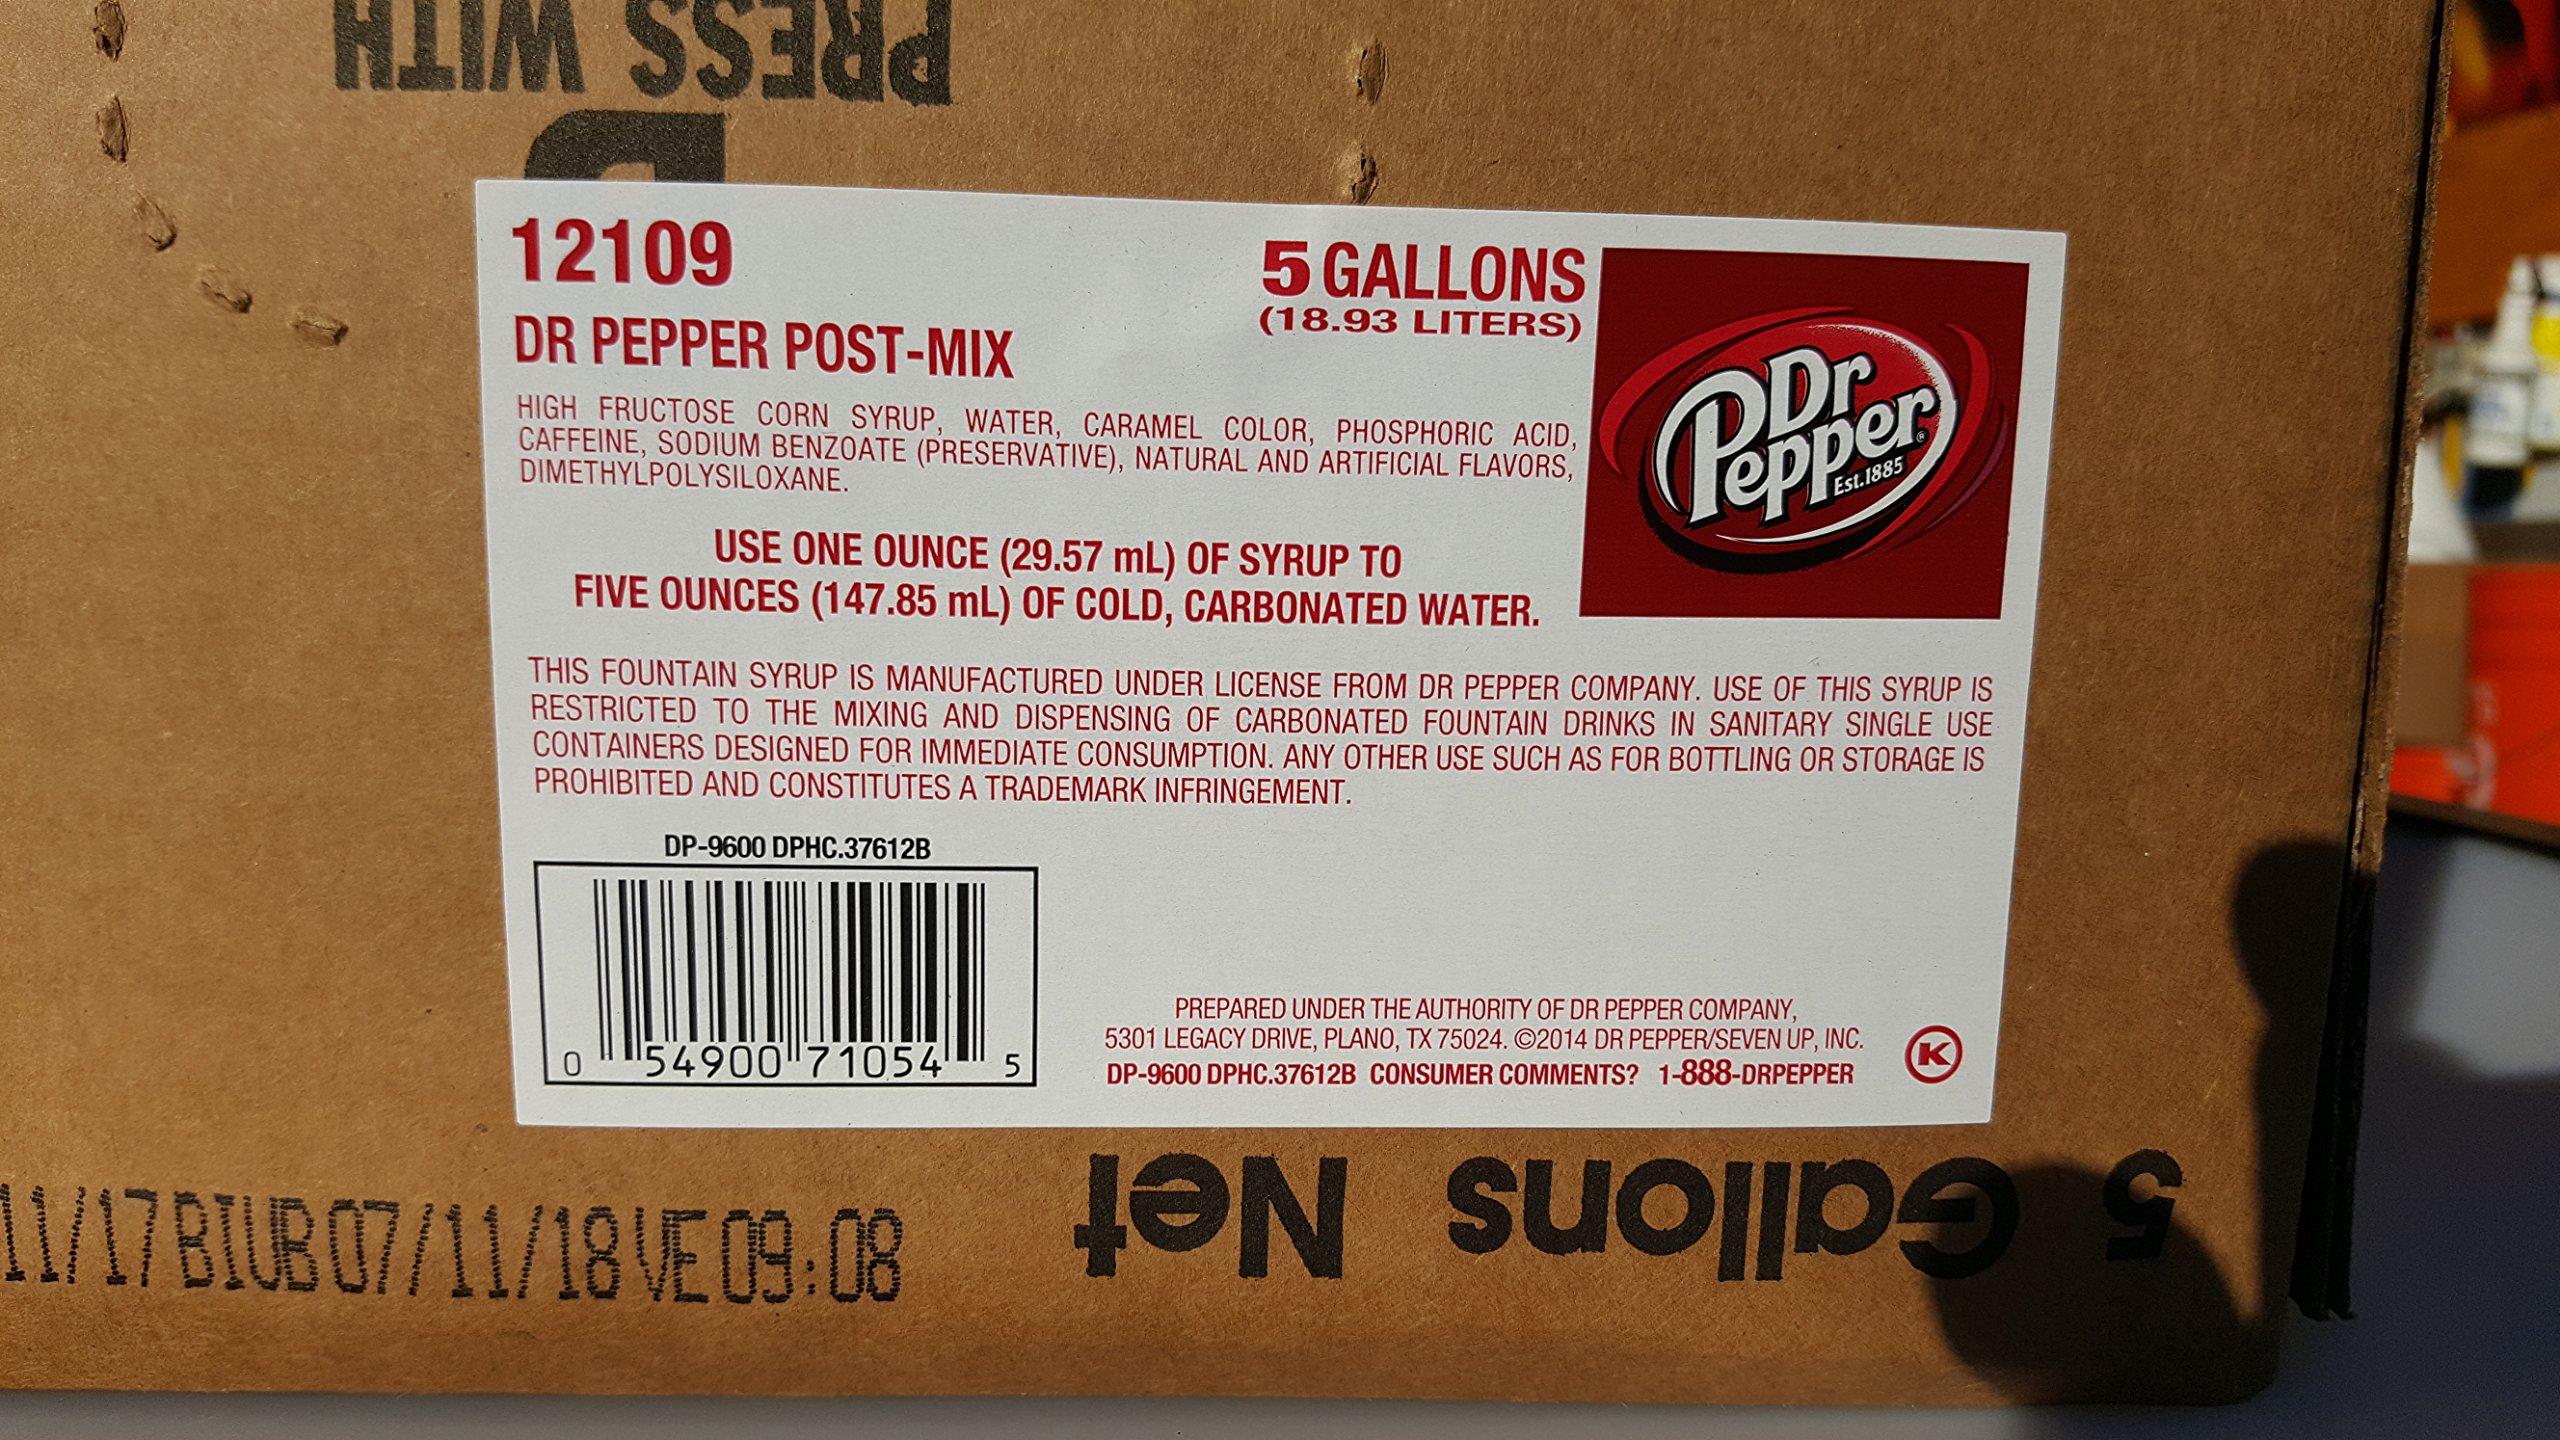 PRESS WITH
12109
5 GALLONS
(18.93 LITERS)
DR PEPPER POST-MIX
HIGH FRUCTOSE CORN SYRUP, WATER, CARAMEL COLOR, PHOSPHORIC ACID,
CAFFEINE, SODIUM BENZOATE (PRESERVATIVE), NATURAL AND ARTIFICIAL FLAVORS,
DIMETHYLPOLYSILOXANE.
Dr
Pepper®
Est.1885
USE ONE OUNCE (29.57 mL) OF SYRUP TO
FIVE OUNCES (147.85 mL) OF COLD, CARBONATED WATER.
THIS FOUNTAIN SYRUP IS MANUFACTURED UNDER LICENSE FROM DR PEPPER COMPANY. USE OF THIS SYRUP IS
RESTRICTED TO THE MIXING AND DISPENSING OF CARBONATED FOUNTAIN DRINKS IN SANITARY SINGLE USE
CONTAINERS DESIGNED FOR IMMEDIATE CONSUMPTION. ANY OTHER USE SUCH AS FOR BOTTLING OR STORAGE IS
PROHIBITED AND CONSTITUTES A TRADEMARK INFRINGEMENT.
DP-9600 DPHC.37612B
0 54900 71054 5
PREPARED UNDER THE AUTHORITY OF DR PEPPER COMPANY,
5301 LEGACY DRIVE, PLANO, TX 75024. ©2014 DR PEPPER/SEVEN UP, INC.
DP-9600 DPHC.37612B CONSUMER COMMENTS? 1-888-DRPEPPER
K
5 Gallons Net
11/17 BIUB07/11/18 VE 09:08